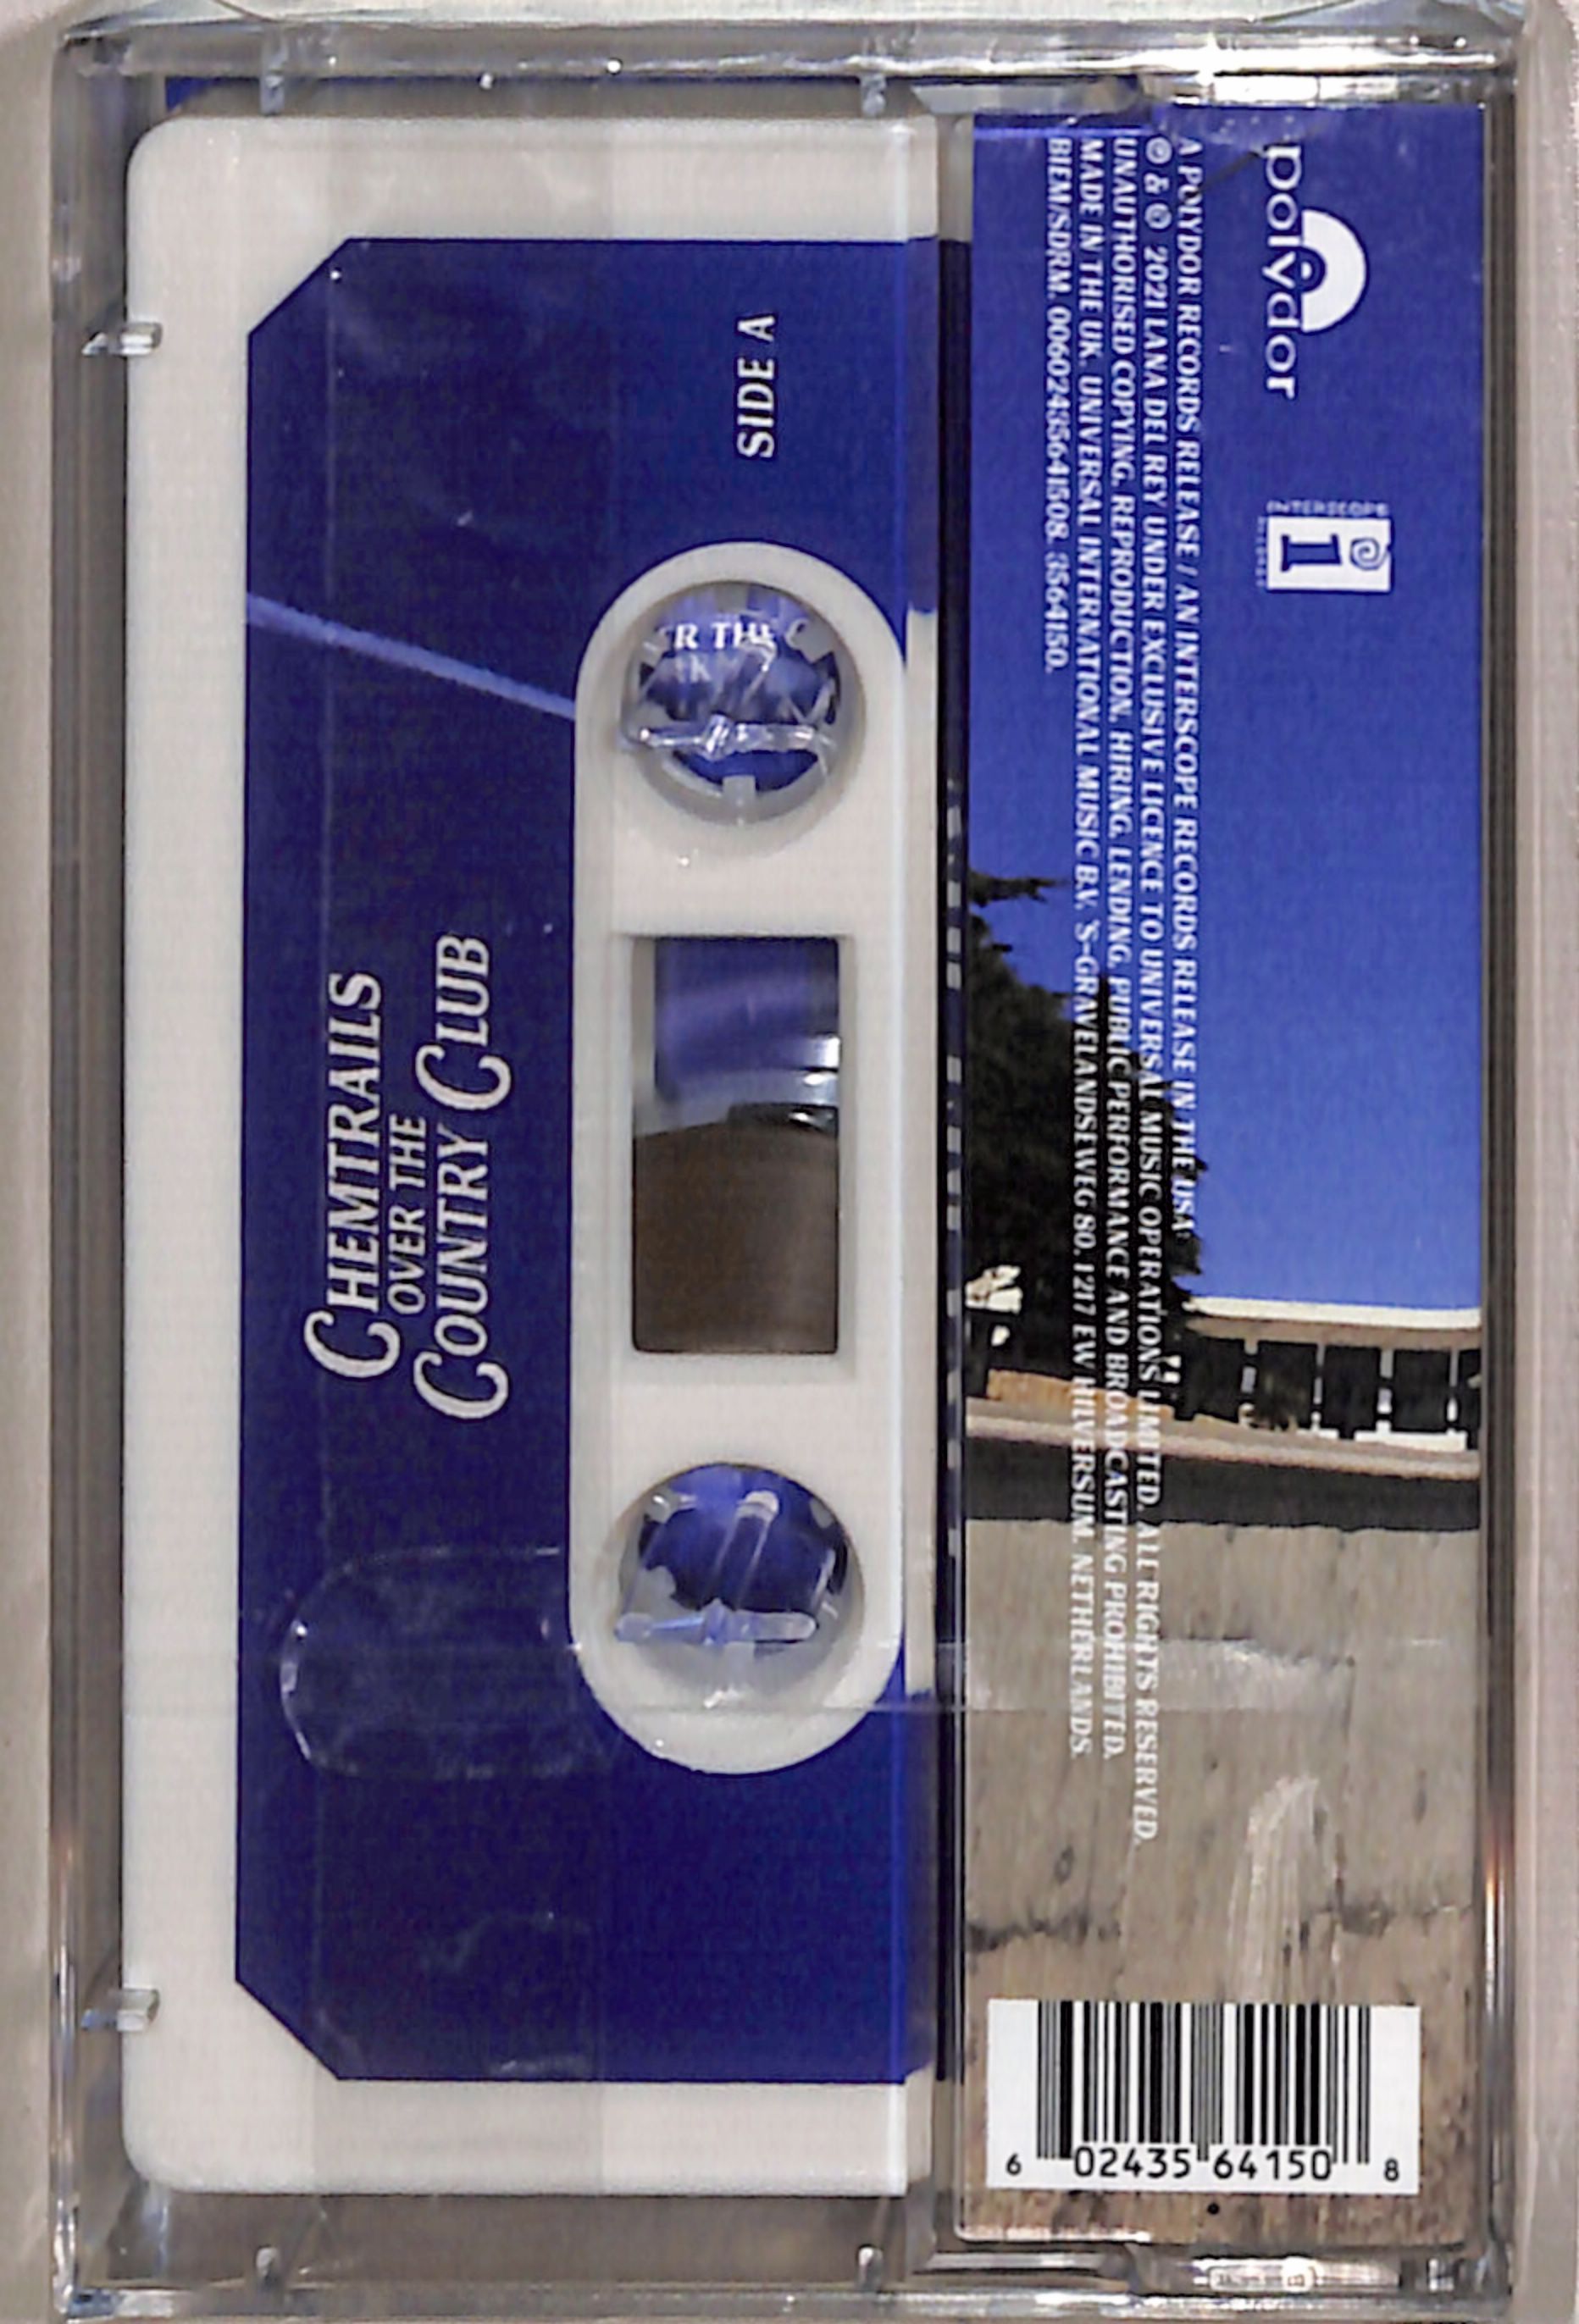 SIDE A
CHEMTRAILS
OVER THE
COUNTRY CLUB
ER THE C
polydor
INTERSCOPE
RECORDS
A POLYDOR RECORDS RELEASE / AN INTERSCOPE RECORDS RELEASE IN THE USA.
℗ & © 2021 LANA DEL REY UNDER EXCLUSIVE LICENCE TO UNIVERSAL MUSIC OPERATIONS LIMITED. ALL RIGHTS RESERVED.
UNAUTHORISED COPYING, REPRODUCTION, HIRING, LENDING, PUBLIC PERFORMANCE AND BROADCASTING PROHIBITED.
MADE IN THE UK. UNIVERSAL INTERNATIONAL MUSIC B.V. 'S-GRAVELANDSEWEG 80, 1217 EW HILVERSUM, NETHERLANDS.
BIEM/SDRM. 00602435641508. 3564150.
6 02435 64150 8